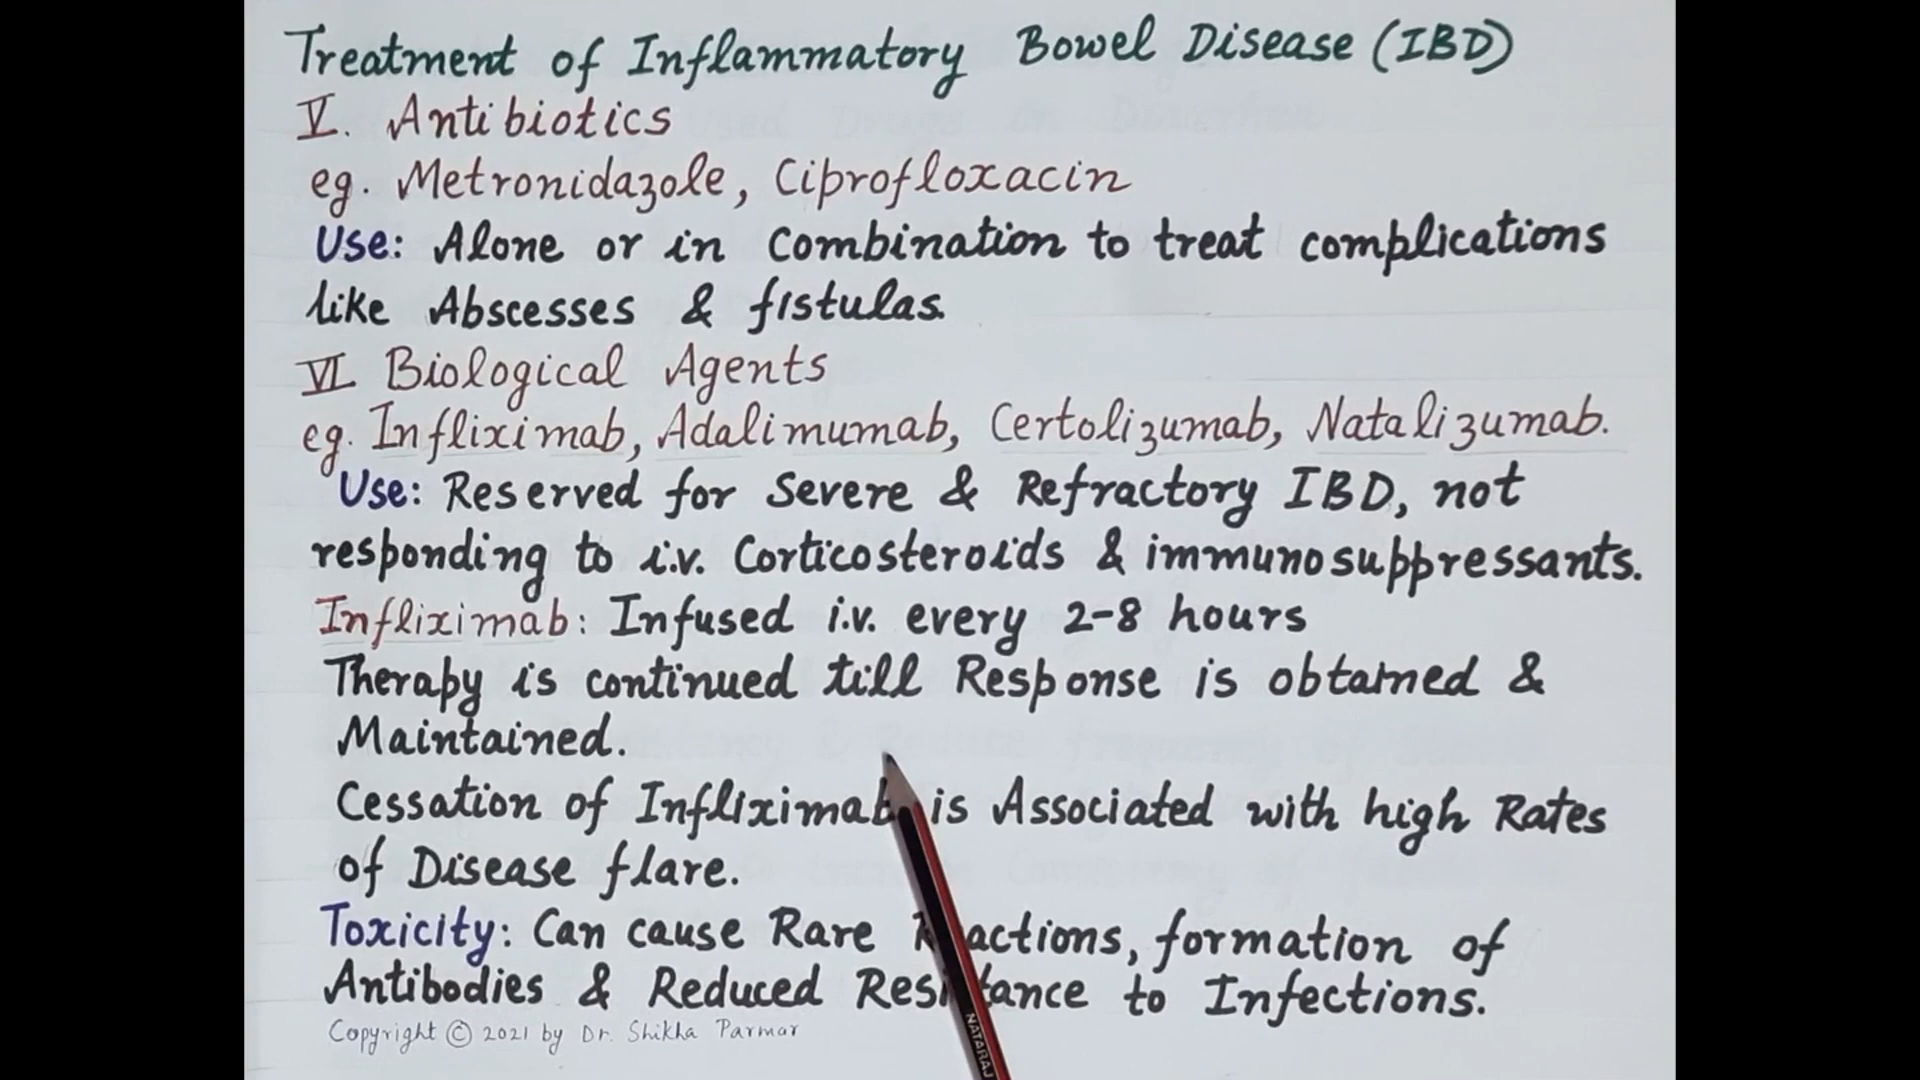 Treatment of Inflammatory Bowel Disease (IBD)
V. Antibiotics
eg. Metronidazole, Ciprofloxacin
Use: Alone or in Combination to treat complications
like Abscesses & fistulas.
VI Biological Agents
eg. Infliximab, Adalimumab, Certolizumab, Natalizumab.
Use: Reserved for Severe & Refractory IBD, not
responding to i.v. Corticosteroids & immunosuppressants.
Infliximab: Infused i.v. every 2-8 hours
Therapy is continued till Response is obtained &
Maintained.
Cessation of Infliximab is Associated with high Rates
of Disease flare.
Toxicity: Can cause Rare Reactions, formation of
Antibodies & Reduced Resistance to Infections.
Copyright © 2021 by Dr. Shikha Parmar
NATARAJ